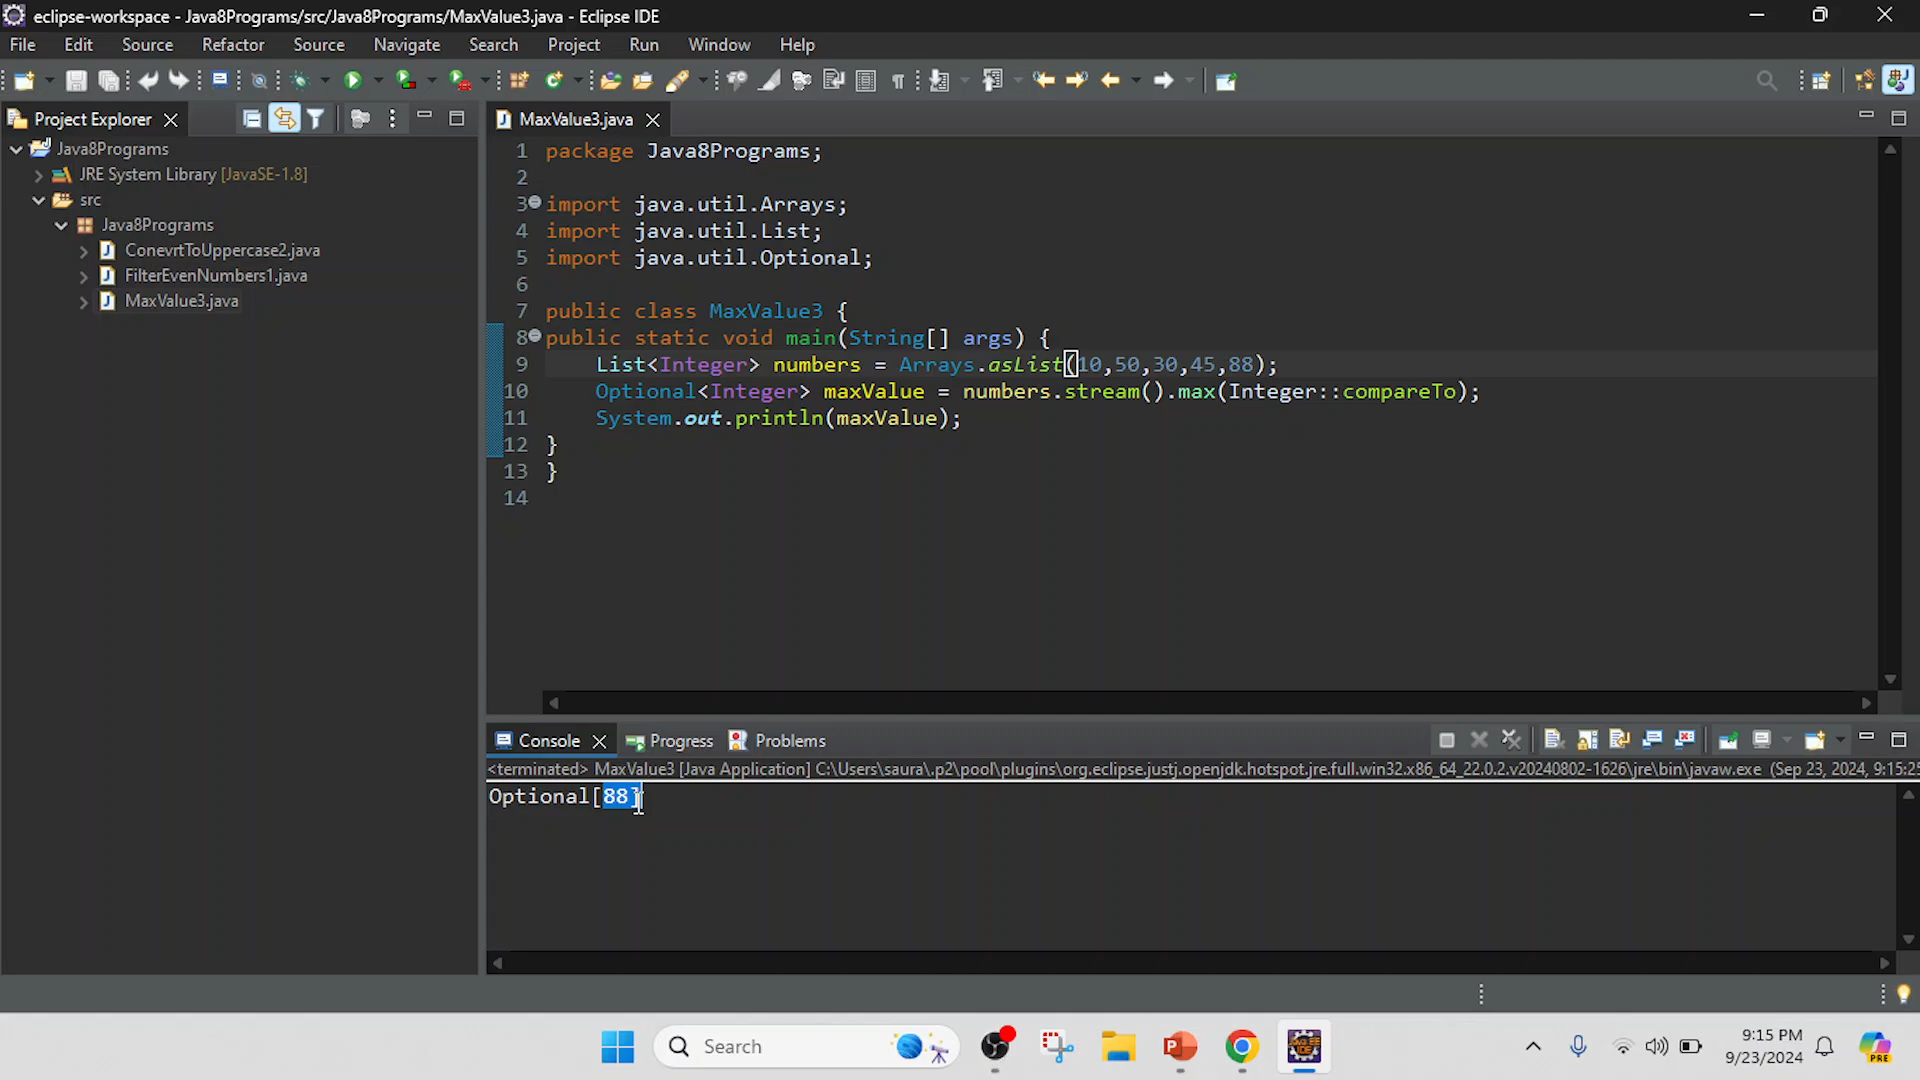 eclipse-workspace - Java8Programs/src/Java8Programs/MaxValue3.java - Eclipse IDE
File Edit Source Refactor Source Navigate Search Project Run Window Help
Project Explorer
Java8Programs
JRE System Library [JavaSE-1.8]
src
Java8Programs
ConevrtToUppercase2.java
FilterEvenNumbers1.java
MaxValue3.java
MaxValue3.java
1 package Java8Programs;
2
3 import java.util.Arrays;
4 import java.util.List;
5 import java.util.Optional;
6
7 public class MaxValue3 {
8 public static void main(String[] args) {
9 List<Integer> numbers = Arrays.asList(10,50,30,45,88);
10 Optional<Integer> maxValue = numbers.stream().max(Integer::compareTo);
11 System.out.println(maxValue);
12 }
13 }
14
Console Progress Problems
<terminated> MaxValue3 [Java Application] C:\Users\saura\.p2\pool\plugins\org.eclipse.justj.openjdk.hotspot.jre.full.win32.x86_64_22.0.2.v20240802-1626\jre\bin\javaw.exe (Sep 23, 2024, 9:15:25
Optional[88]
Search
9:15 PM
9/23/2024
PRE